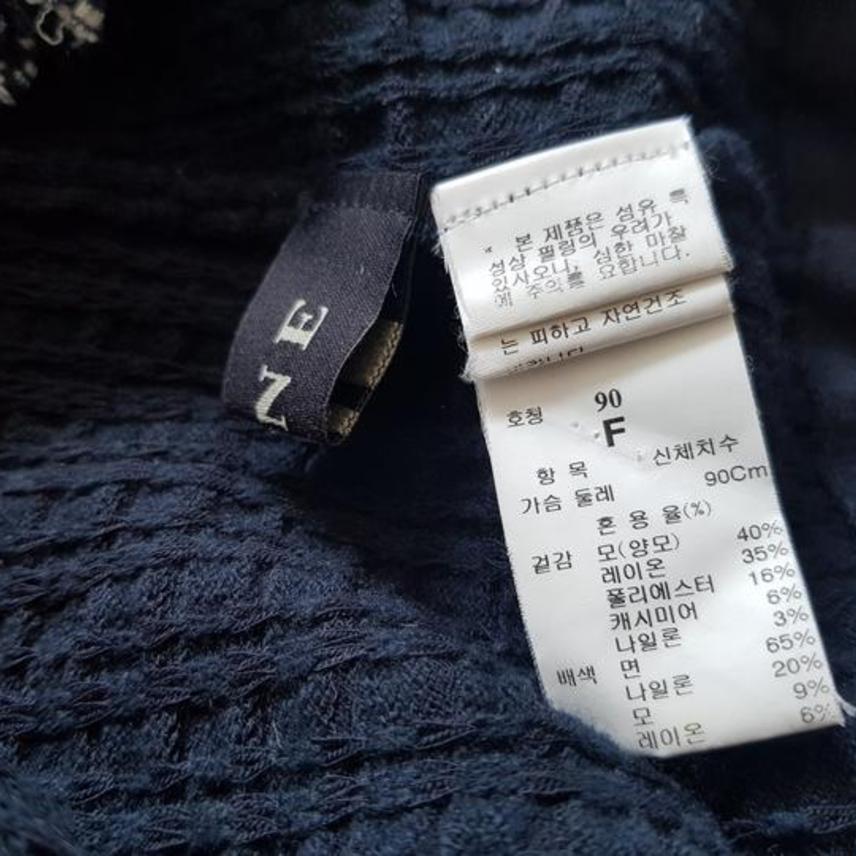 NE
본 제품은 섬유 특
성상 필링의 우려가
있사오니, 심한 마찰
에 주의를 요합니다.
는 피하고 자연건조
호칭 90
F
항 목 신체치수
가슴 둘레 90Cm
혼 용 율(%)
겉감 모(양모) 40%
레이온 35%
폴리에스터 16%
캐시미어 6%
나일론 3%
배색 면 65%
나일론 20%
모 9%
레이온 6%